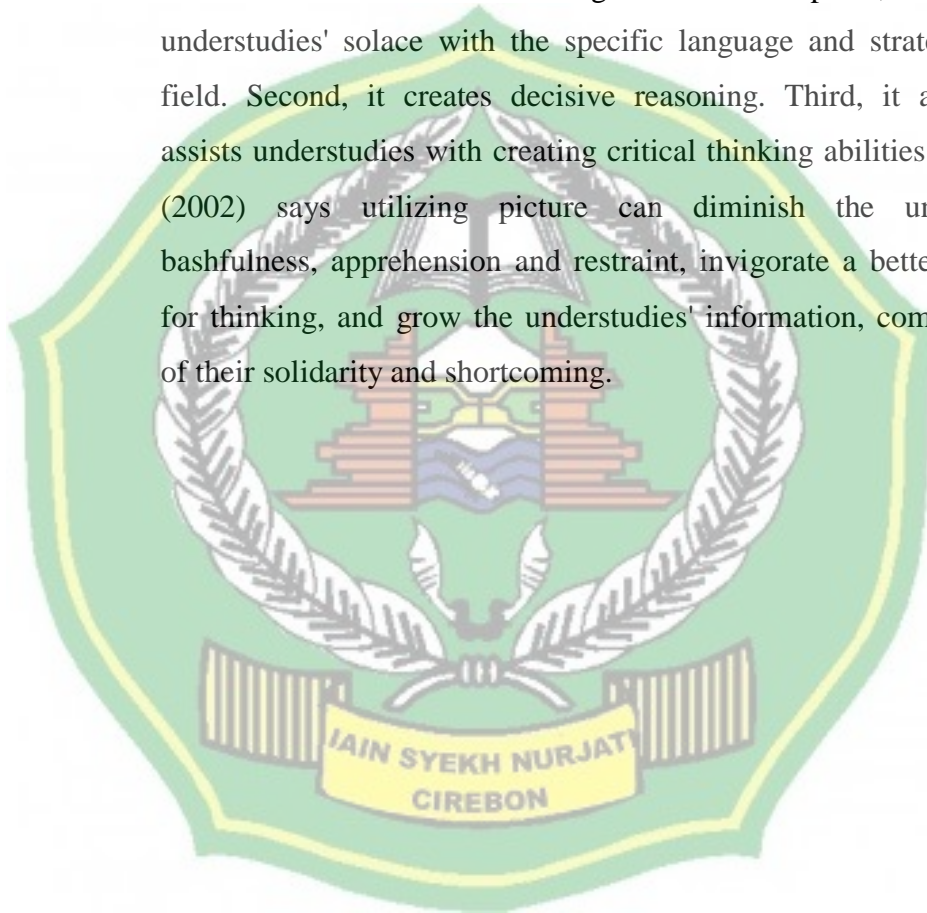 understudies' solace with the specific language and strate
field. Second, it creates decisive reasoning. Third, it a
assists understudies with creating critical thinking abilities
(2002) says utilizing picture can diminish the un
bashfulness, apprehension and restraint, invigorate a bette
for thinking, and grow the understudies' information, com
of their solidarity and shortcoming.
IAIN SYEKH NURJATI
CIREBON